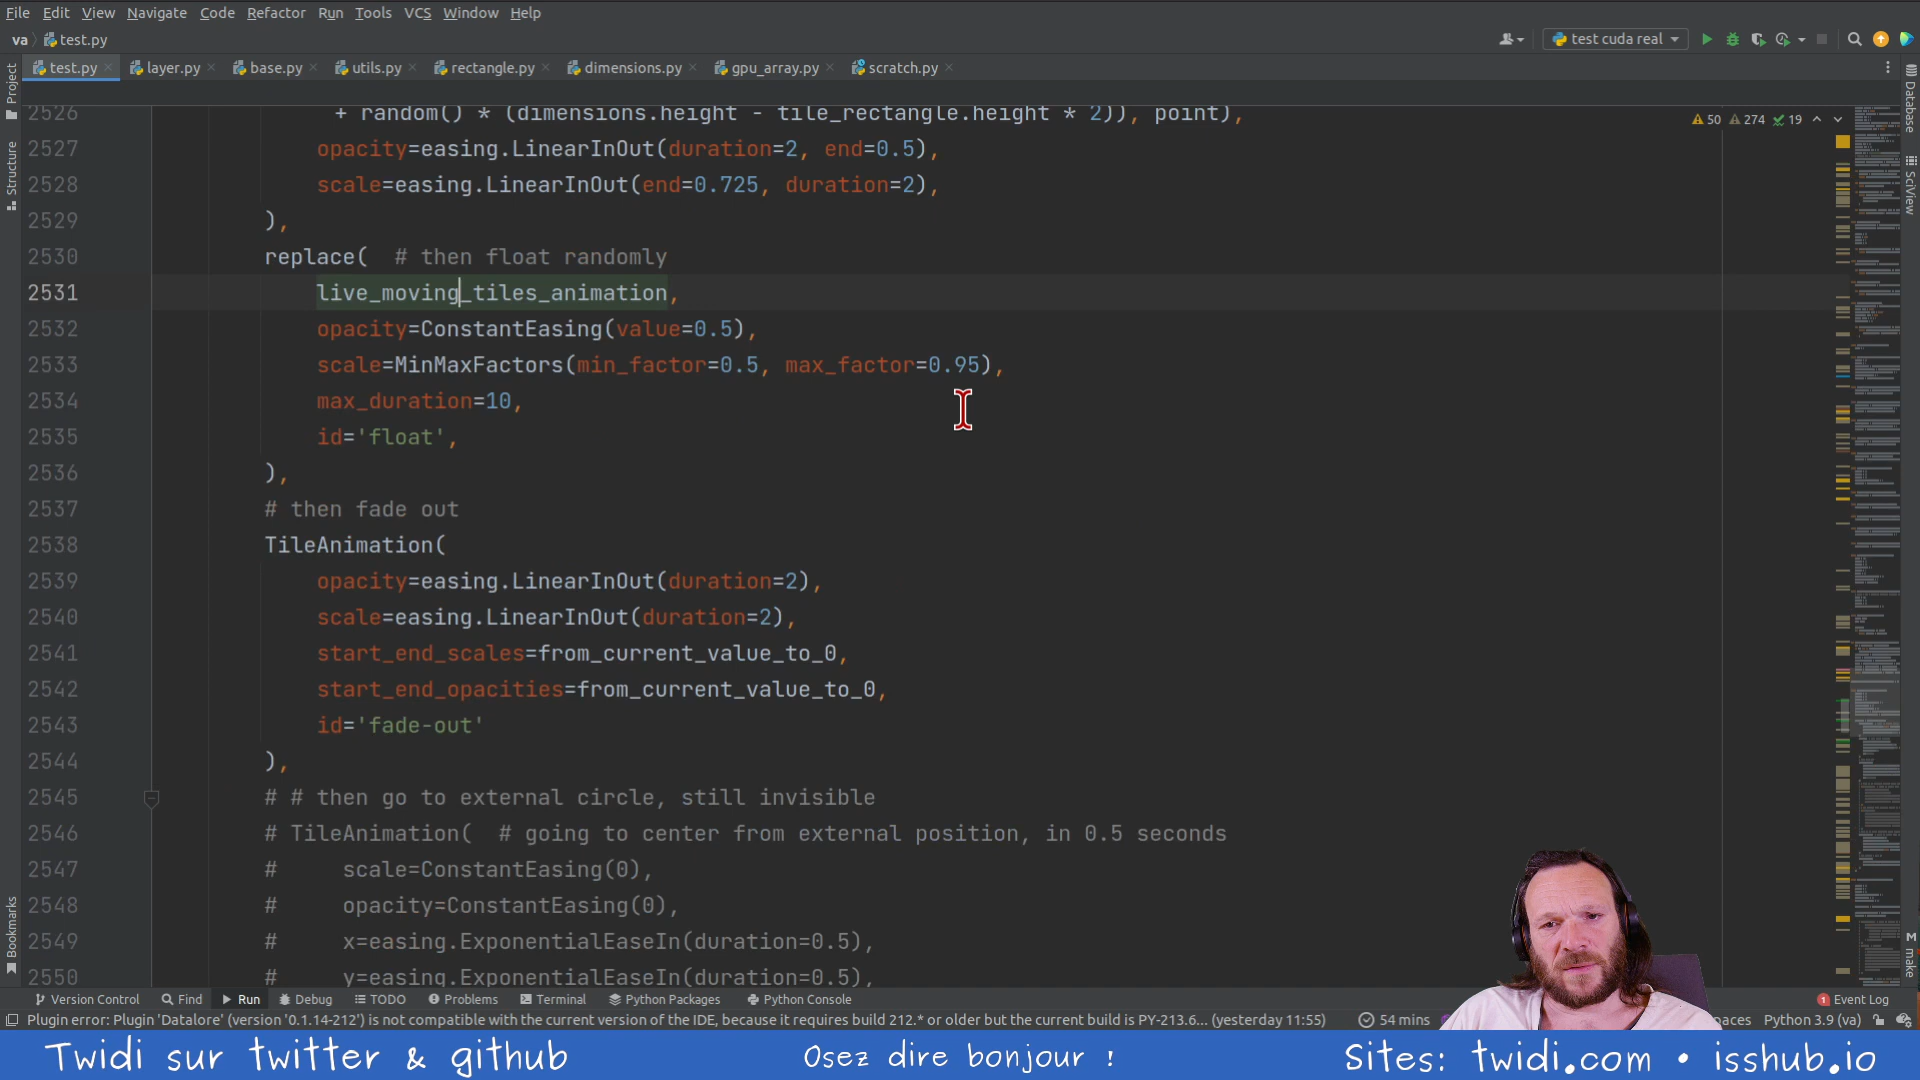 File Edit View Navigate Code Refactor Run Tools VCS Window Help
va test.py
test cuda real
test.py layer.py base.py utils.py rectangle.py dimensions.py gpu_array.py scratch.py
Project
Structure
Bookmarks
Database
SciView
make
50 274 19
2526 + random() * (dimensions.height - tile_rectangle.height * 2)), point),
2527 opacity=easing.LinearInOut(duration=2, end=0.5),
2528 scale=easing.LinearInOut(end=0.725, duration=2),
2529 ),
2530 replace(  # then float randomly
2531 live_moving_tiles_animation,
2532 opacity=ConstantEasing(value=0.5),
2533 scale=MinMaxFactors(min_factor=0.5, max_factor=0.95),
2534 max_duration=10,
2535 id='float',
2536 ),
2537 # then fade out
2538 TileAnimation(
2539 opacity=easing.LinearInOut(duration=2),
2540 scale=easing.LinearInOut(duration=2),
2541 start_end_scales=from_current_value_to_0,
2542 start_end_opacities=from_current_value_to_0,
2543 id='fade-out'
2544 ),
2545 # # then go to external circle, still invisible
2546 # TileAnimation(  # going to center from external position, in 0.5 seconds
2547 #     scale=ConstantEasing(0),
2548 #     opacity=ConstantEasing(0),
2549 #     x=easing.ExponentialEaseIn(duration=0.5),
2550 #     y=easing.ExponentialEaseIn(duration=0.5),
Version Control Find Run Debug TODO Problems Terminal Python Packages Python Console 1 Event Log
Plugin error: Plugin 'Datalore' (version '0.1.14-212') is not compatible with the current version of the IDE, because it requires build 212.* or older but the current build is PY-213.6... (yesterday 11:55) 54 mins paces Python 3.9 (va)
Twidi sur twitter & github Osez dire bonjour ! Sites: twidi.com • isshub.io